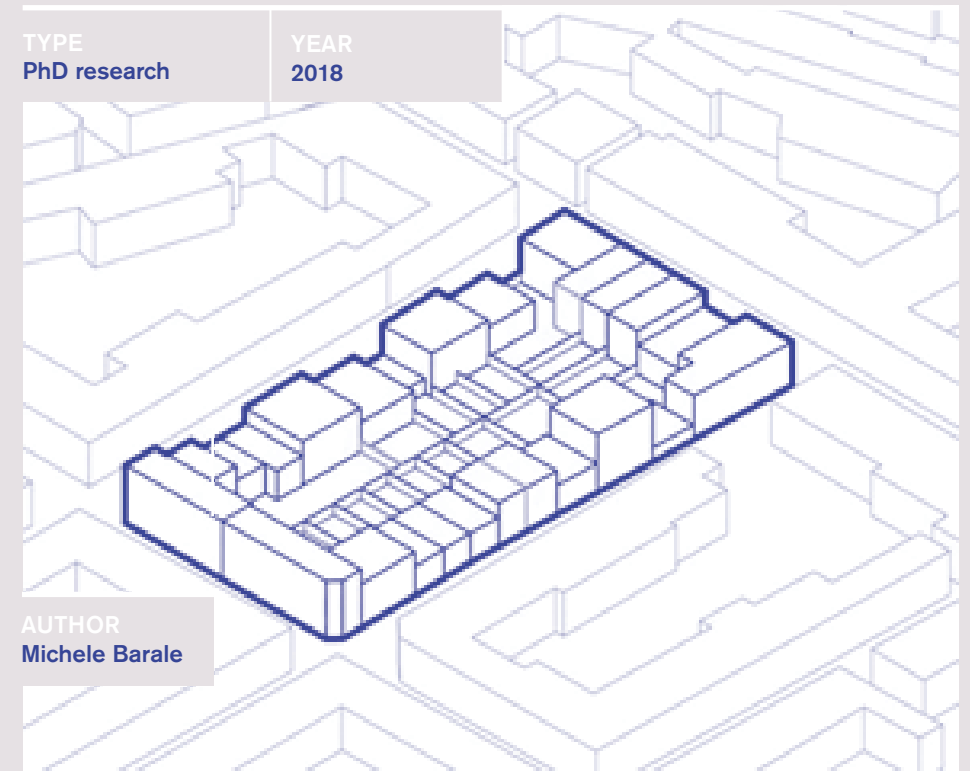 TYPE
PhD research
YEAR
2018
AUTHOR
Michele Barale